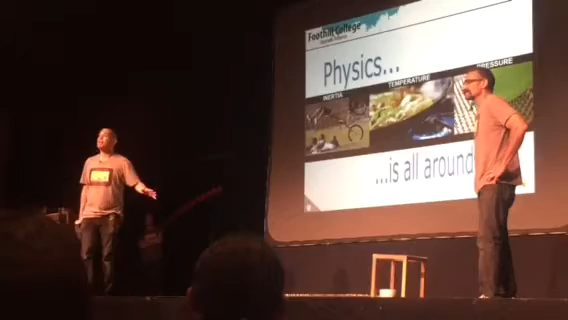 Foothill College
Physics...
INERTIA
TEMPERATURE
PRESSURE
...is all around